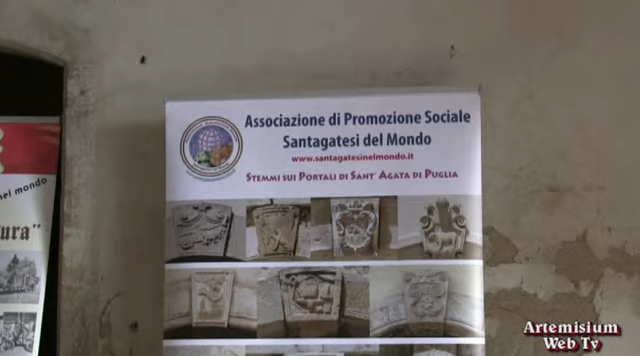 Associazione di Promozione Sociale
Santagatesi del Mondo
www.santagatesinelmondo.it
STEMMI SUI PORTALI DI SANT' AGATA DI PUGLIA
nel mondo
ura"
Artemisium
Web Tv